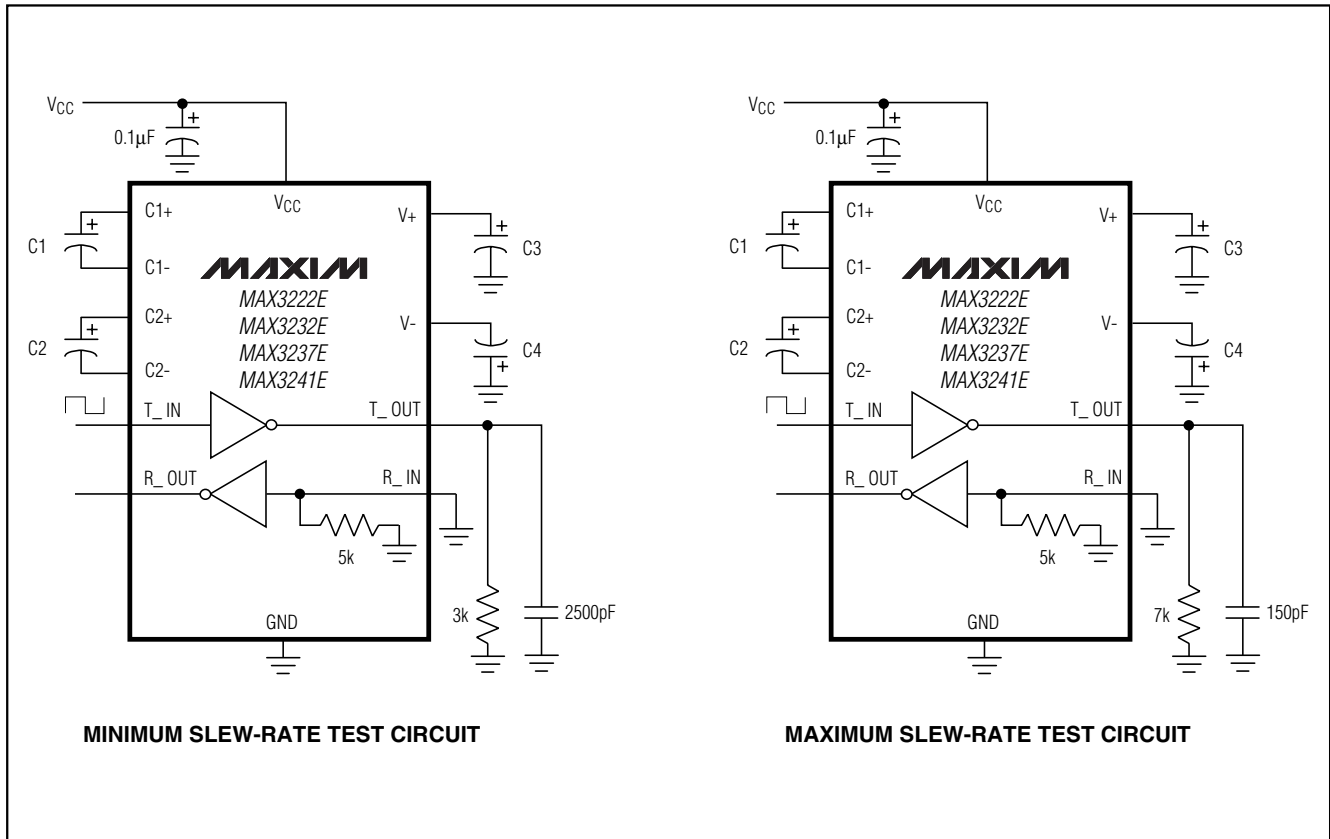 VCC
0.1μF
VCC
C1+
V+
+
+
C1
C3
C1-
MAXIM
MAX3222E
C2+
MAX3232E
V-
+
C2
MAX3237E
C4
C2-
MAX3241E
+
T_ IN
T_ OUT
R_ OUT
R_ IN
5k
3k
2500pF
GND
MINIMUM SLEW-RATE TEST CIRCUIT
VCC
+
0.1μF
VCC
C1+
V+
+
+
C1
C3
C1-
MAXIM
MAX3222E
C2+
MAX3232E
V-
+
C2
MAX3237E
C4
C2-
MAX3241E
+
T_ IN
T_ OUT
R_ OUT
R_ IN
5k
7k
150pF
GND
MAXIMUM SLEW-RATE TEST CIRCUIT